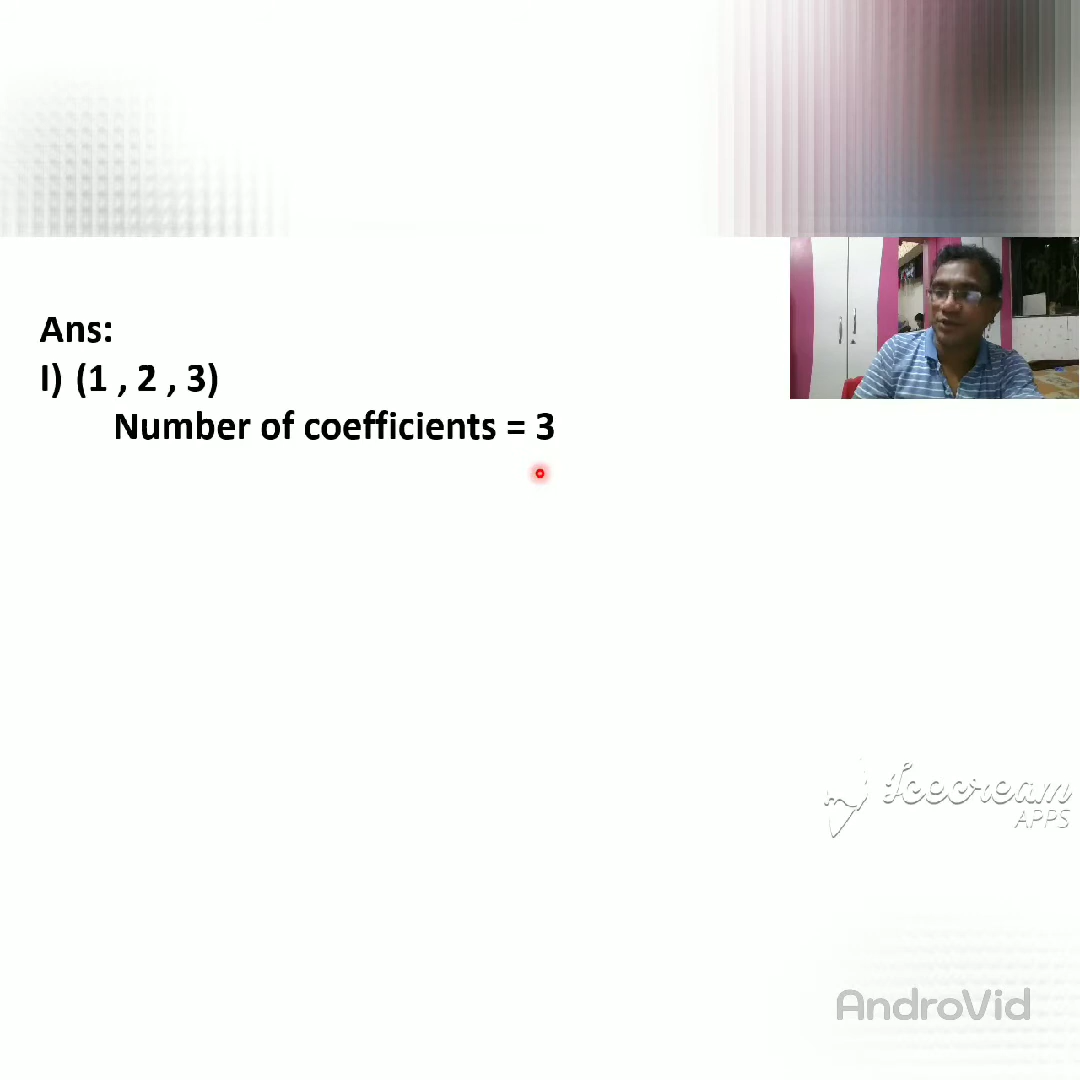 Ans:
I) (1 , 2 , 3)
Number of coefficients = 3
Icecream
APPS
AndroVid